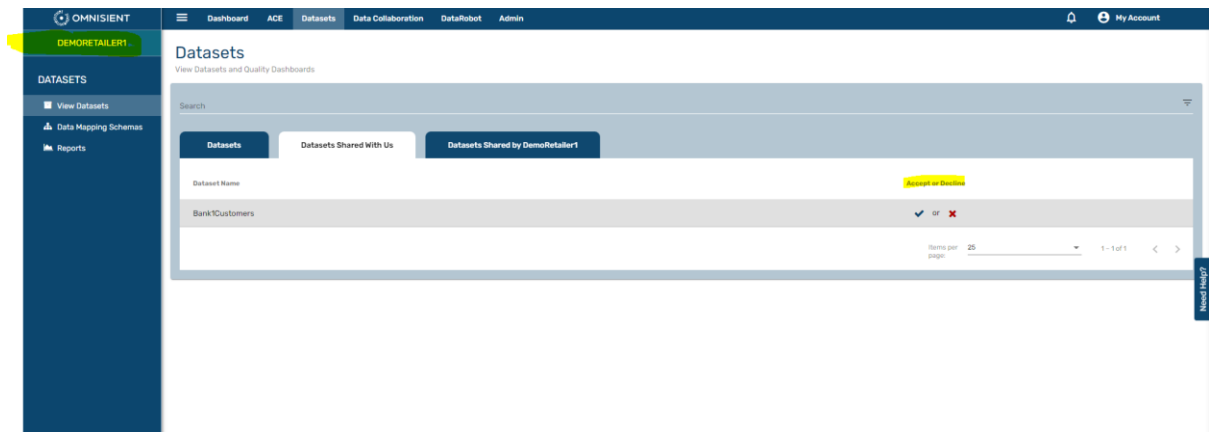 OMNISIENT
Dashboard ACE Datasets Data Collaboration DataRobot Admin My Account
DEMORETAILER1
DATASETS
View Datasets
Data Mapping Schemas
Reports
Datasets
View Datasets and Quality Dashboards
Search
Datasets Datasets Shared With Us Datasets Shared by DemoRetailer1
Dataset Name Accept or Decline
Bank1Customers or
Items per page: 25 1 - 1 of 1
Need Help?